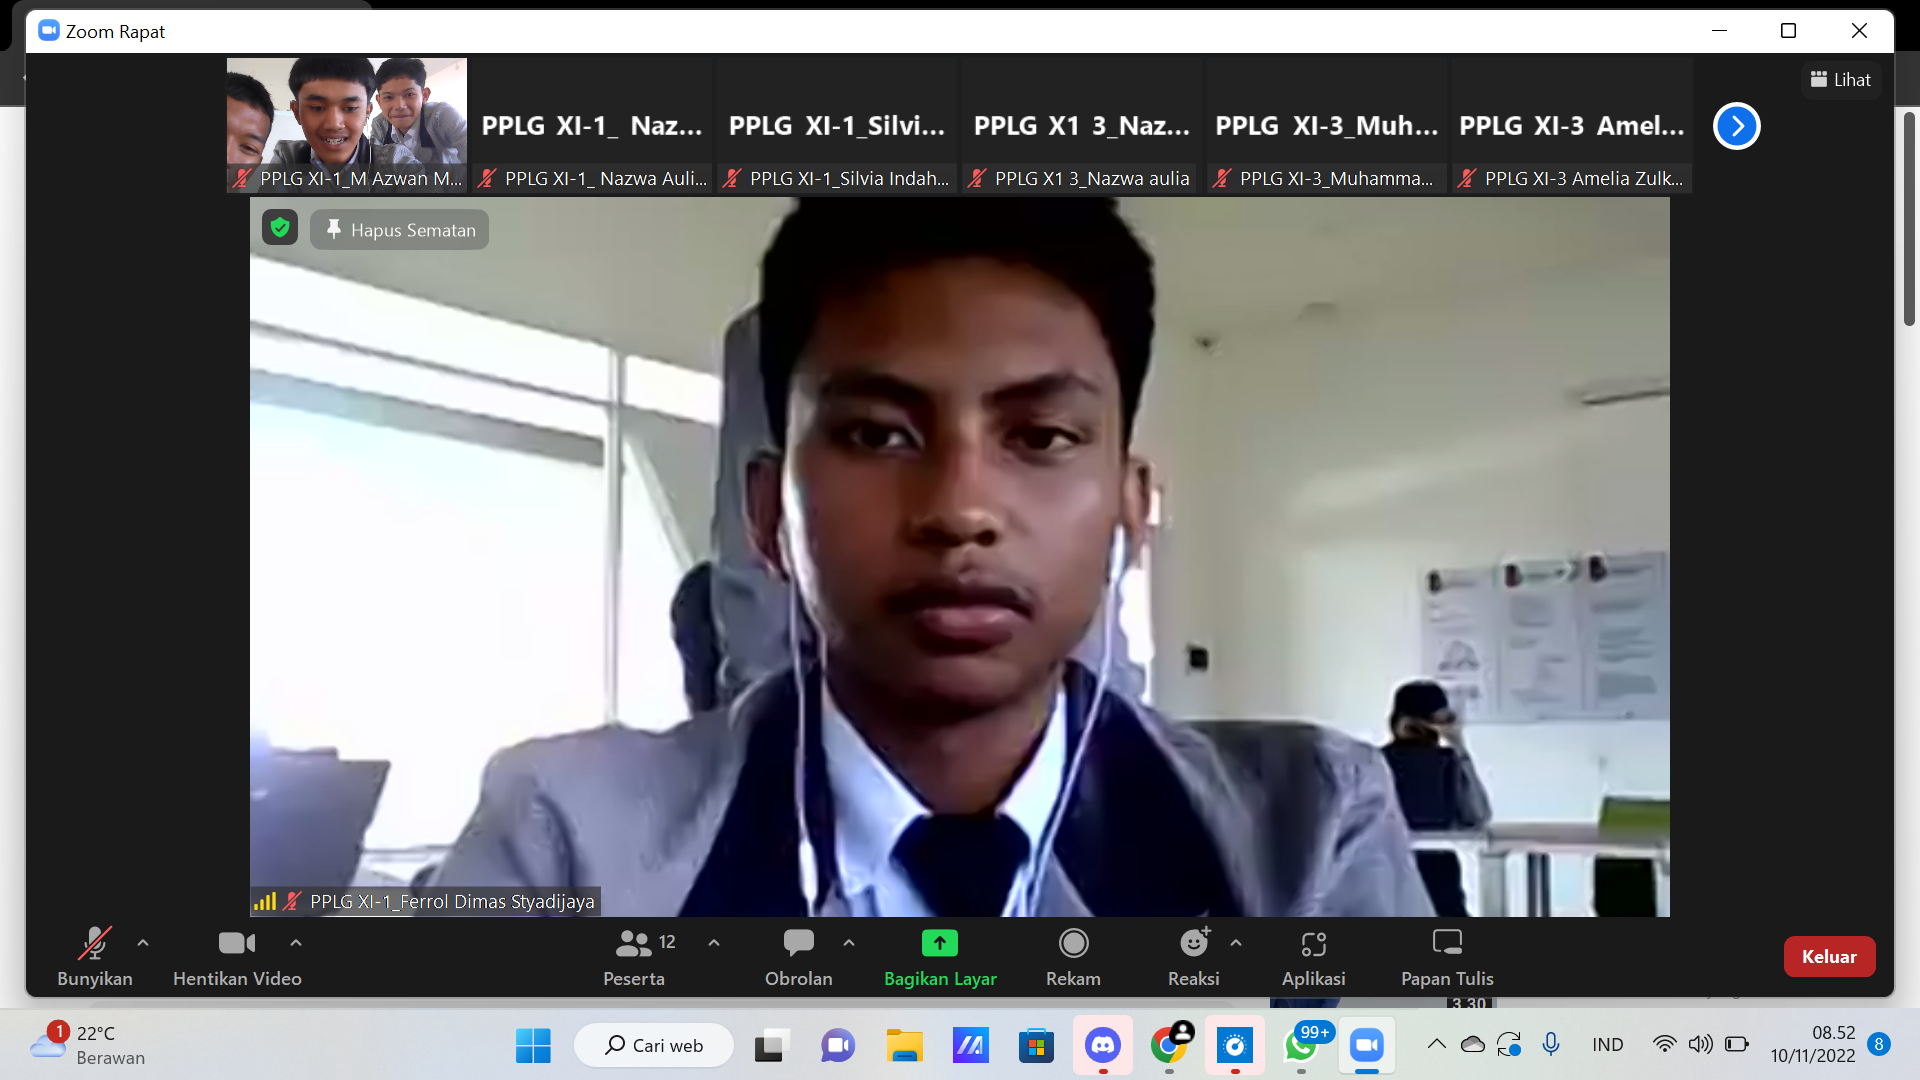 Zoom Rapat
Lihat
PPLG XI-1_ Naz...
PPLG XI-1_Silvi...
PPLG X1 3_Naz...
PPLG XI-3_Muh...
PPLG XI-3 Amel...
PPLG XI-1_M Azwan M...
PPLG XI-1_ Nazwa Auli...
PPLG XI-1_Silvia Indah...
PPLG X1 3_Nazwa aulia
PPLG XI-3_Muhamma...
PPLG XI-3 Amelia Zulk...
Hapus Sematan
PPLG XI-1_Ferrol Dimas Styadijaya
12
Bunyikan
Hentikan Video
Peserta
Obrolan
Bagikan Layar
Rekam
Reaksi
Aplikasi
Papan Tulis
Keluar
3.30
1
22°C
Berawan
Cari web
99+
IND
08.52
10/11/2022
8